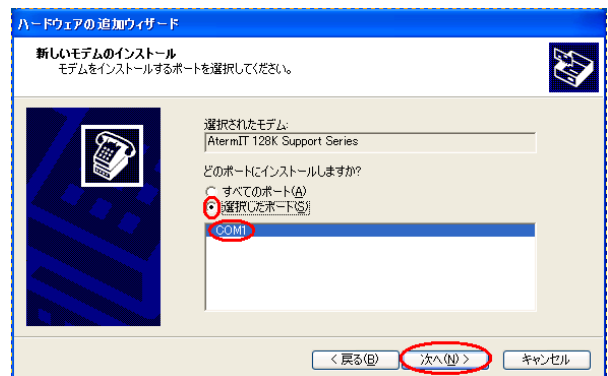 ハードウェアの追加ウィザード
新しいモデムのインストール
モデムをインストールするポートを選択してください。
選択されたモデム:
AtermIT 128K Support Series
どのポートにインストールしますか?
すべてのポート(A)
選択したポート(S)
COM1
< 戻る(B)
次へ(N) >
キャンセル